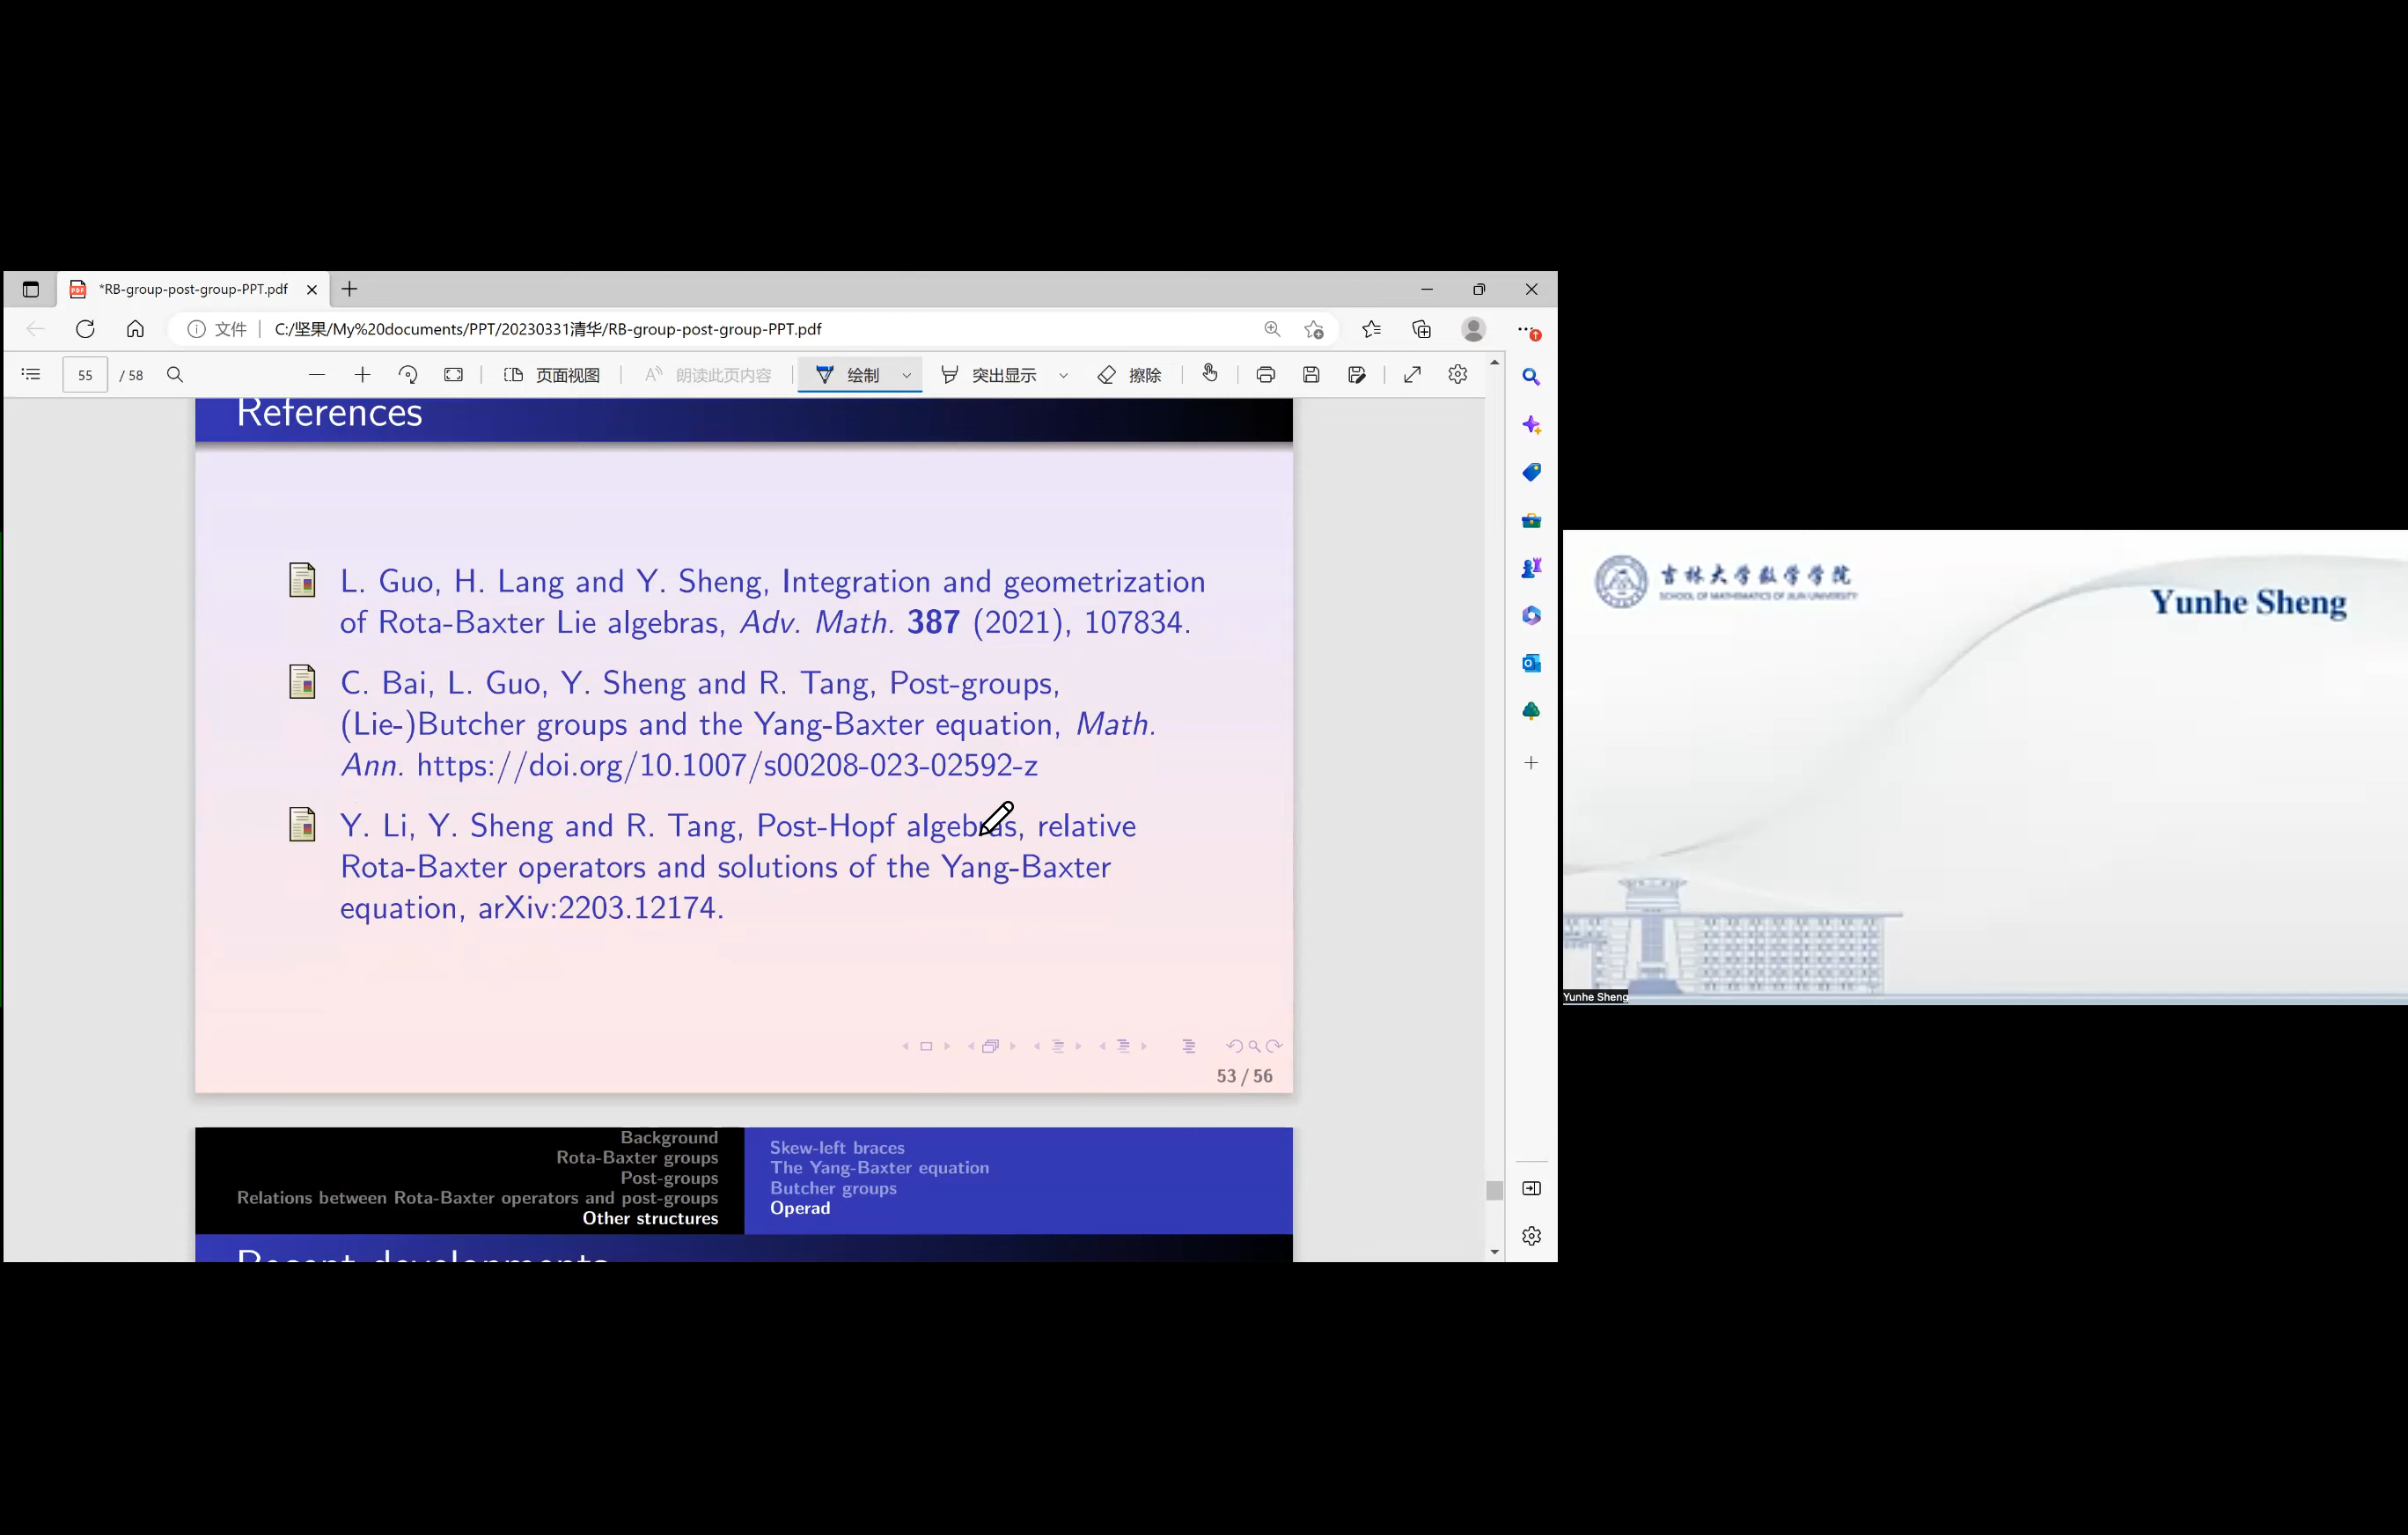 *RB-group-post-group-PPT.pdf
文件 C:/坚果/My%20documents/PPT/20230331清华/RB-group-post-group-PPT.pdf
55 / 58 页面视图 朗读此页内容 绘制 突出显示 擦除
References
L. Guo, H. Lang and Y. Sheng, Integration and geometrization
of Rota-Baxter Lie algebras, Adv. Math. 387 (2021), 107834.
C. Bai, L. Guo, Y. Sheng and R. Tang, Post-groups,
(Lie-)Butcher groups and the Yang-Baxter equation, Math.
Ann. https://doi.org/10.1007/s00208-023-02592-z
Y. Li, Y. Sheng and R. Tang, Post-Hopf algebras, relative
Rota-Baxter operators and solutions of the Yang-Baxter
equation, arXiv:2203.12174.
53 / 56
Background
Rota-Baxter groups
Post-groups
Relations between Rota-Baxter operators and post-groups
Other structures
Skew-left braces
The Yang-Baxter equation
Butcher groups
Operad
Recent developments
吉林大学数学学院
SCHOOL OF MATHEMATICS OF JILIN UNIVERSITY
Yunhe Sheng
Yunhe Sheng